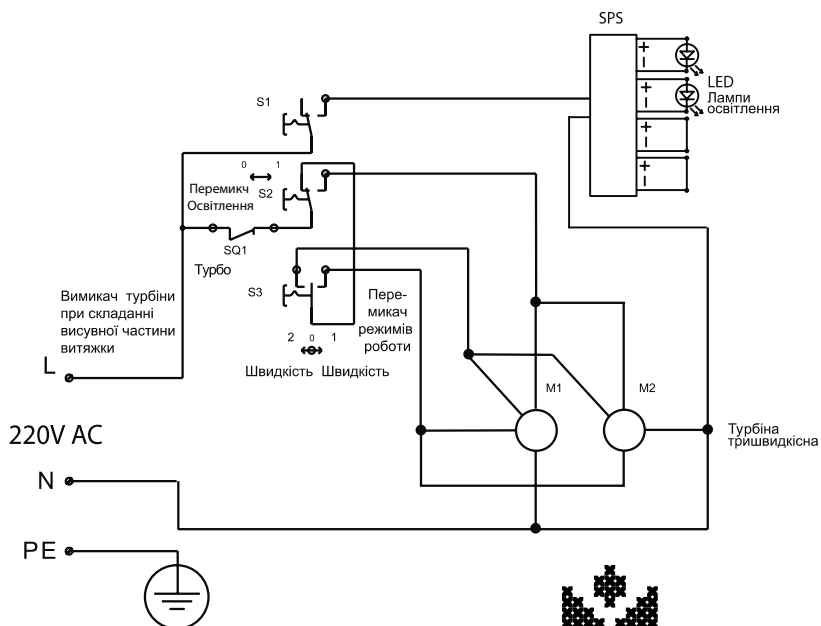 SPS
+
–
LED
Лампи
освітлення
+
–
+
–
+
–
S1
0
1
Перемикч
Освітлення
S2
SQ1
Турбо
S3
Вимикач турбіни
при складанні
висувної частини
витяжки
Пере-
микач
режимів
роботи
2
0
1
Швидкість
Швидкість
L
M1
M2
220V AC
Турбіна
тришвидкісна
N
PE